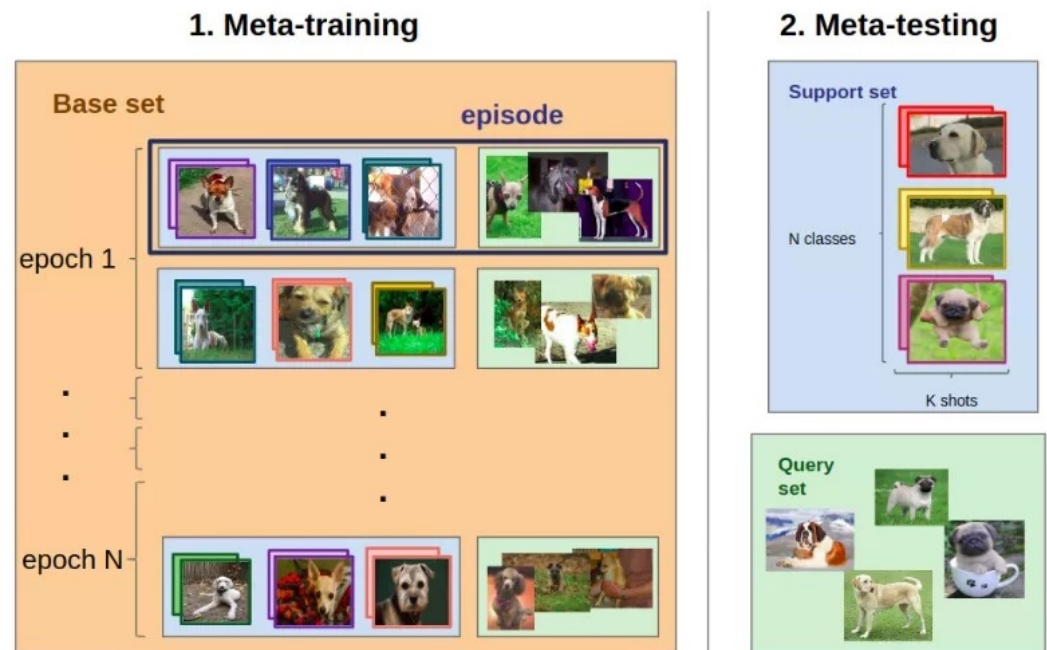 1. Meta-training
2. Meta-testing
Base set
episode
epoch 1
epoch N
Support set
N classes
K shots
Query
set